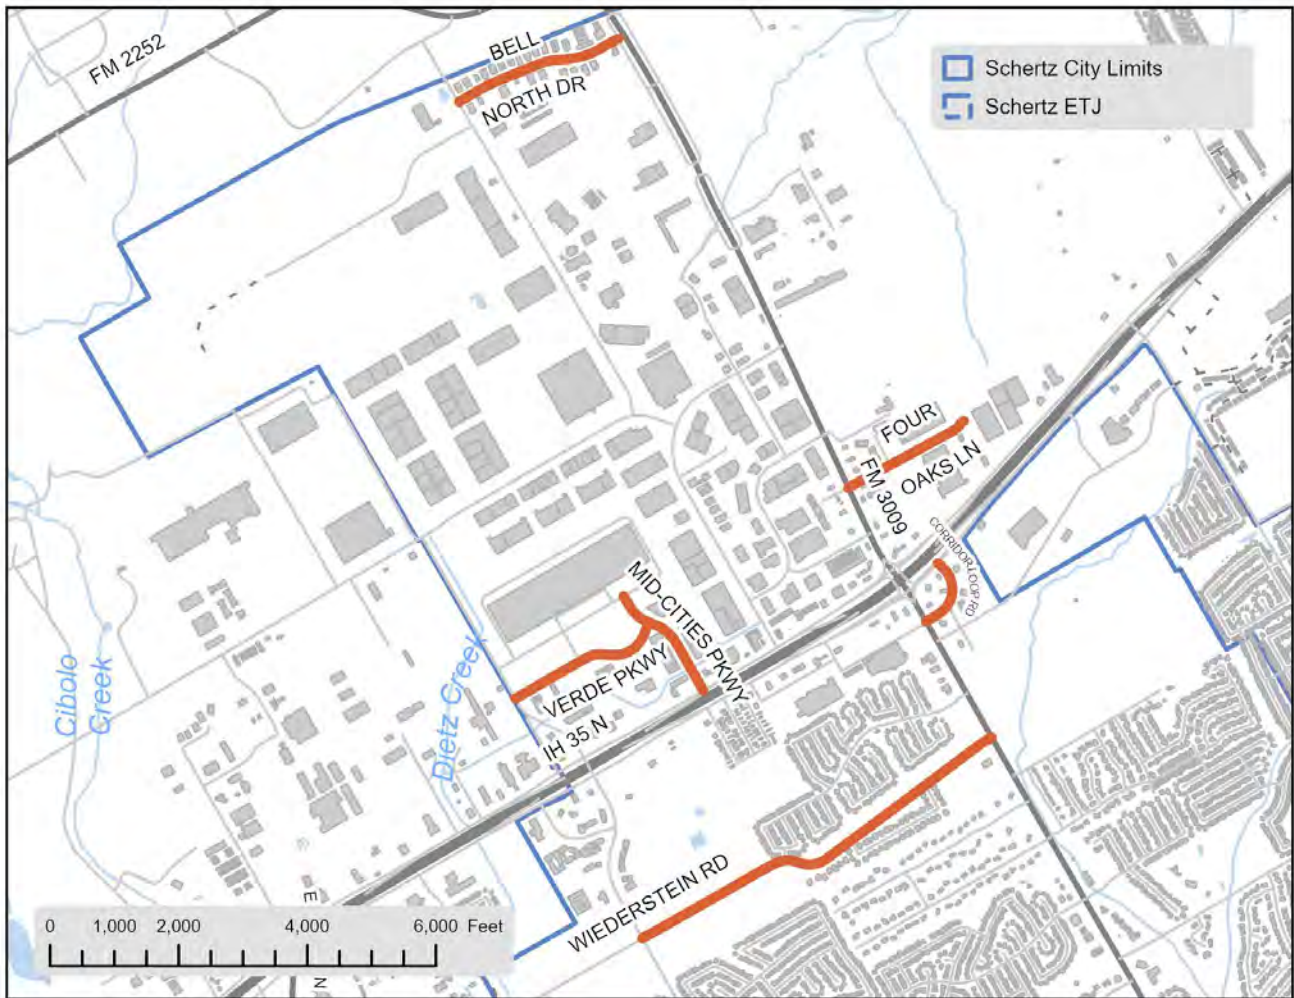 FM 2252
BELL
NORTH DR
Schertz City Limits
Schertz ETJ
FOUR
OAKS LN
FM 3009
CORRIDOR LOOP RD
MID-CITIES PKWY
VERDE PKWY
IH 35 N
Cibolo
Creek
Dietz Creek
WIEDERSTEIN RD
E
N
0 1,000 2,000 4,000 6,000 Feet